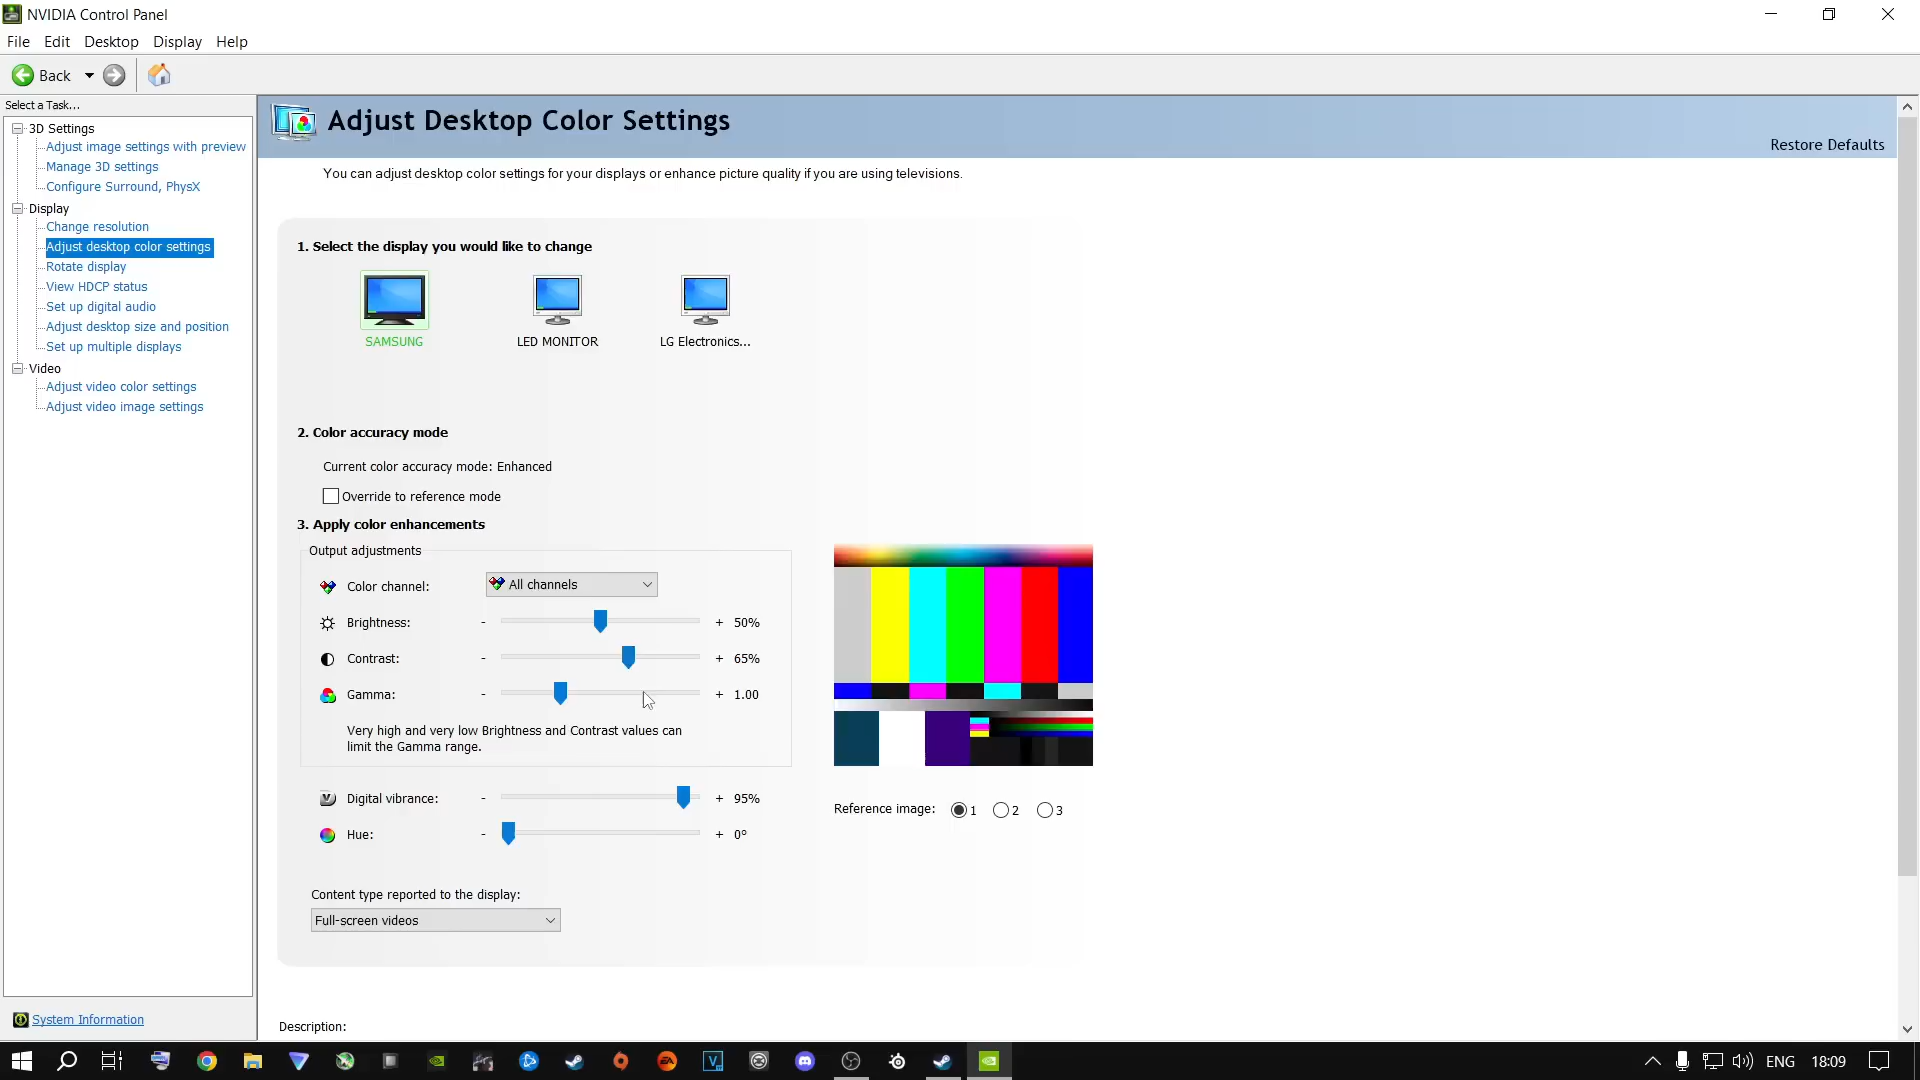 NVIDIA Control Panel
File Edit Desktop Display Help
Back
Select a Task...
3D Settings
Adjust image settings with preview
Manage 3D settings
Configure Surround, PhysX
Display
Change resolution
Adjust desktop color settings
Rotate display
View HDCP status
Set up digital audio
Adjust desktop size and position
Set up multiple displays
Video
Adjust video color settings
Adjust video image settings
System Information
Adjust Desktop Color Settings
Restore Defaults
You can adjust desktop color settings for your displays or enhance picture quality if you are using televisions.
1. Select the display you would like to change
SAMSUNG LED MONITOR LG Electronics...
2. Color accuracy mode
Current color accuracy mode: Enhanced
Override to reference mode
3. Apply color enhancements
Output adjustments
Color channel: All channels
Brightness: - + 50%
Contrast: - + 65%
Gamma: - + 1.00
Very high and very low Brightness and Contrast values can
limit the Gamma range.
Digital vibrance: - + 95%
Hue: - + 0°
Reference image: 1 2 3
Content type reported to the display:
Full-screen videos
Description:
V ENG 18:09